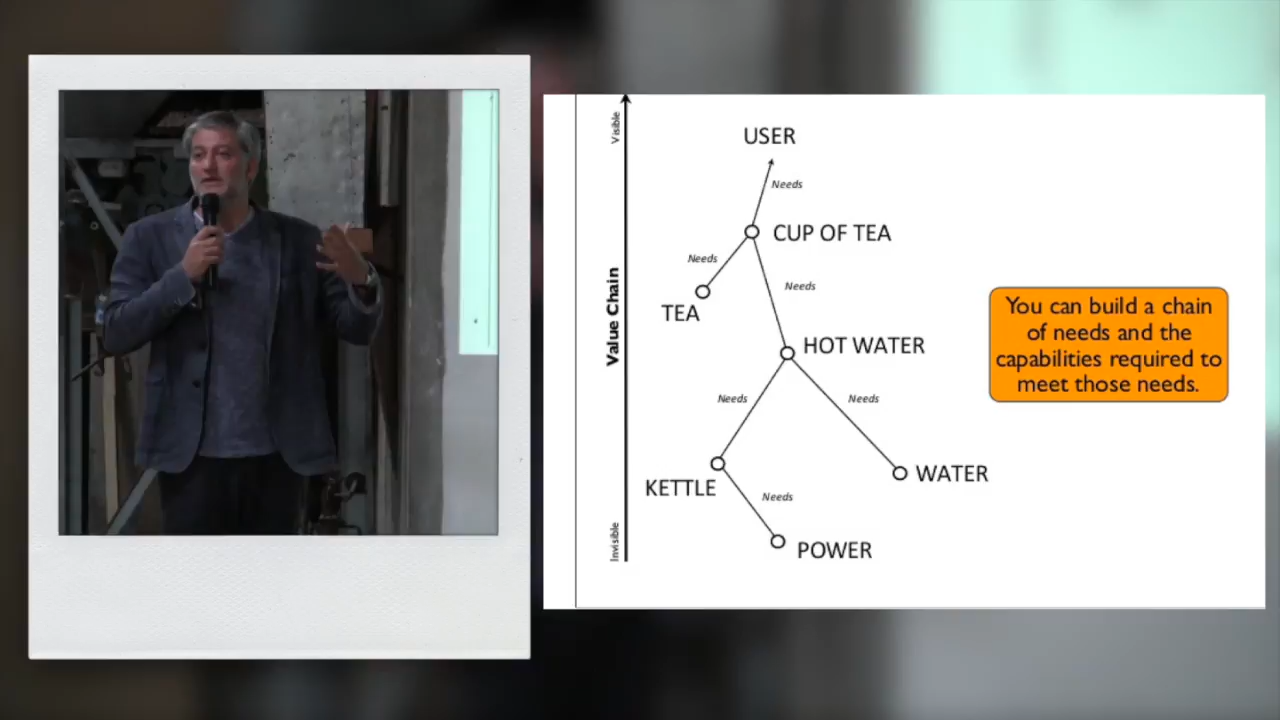 Visible
USER
Needs
CUP OF TEA
Needs
Needs
TEA
Value Chain
HOT WATER
You can build a chain
of needs and the
capabilities required to
meet those needs.
Needs
Needs
KETTLE
WATER
Needs
Invisible
POWER